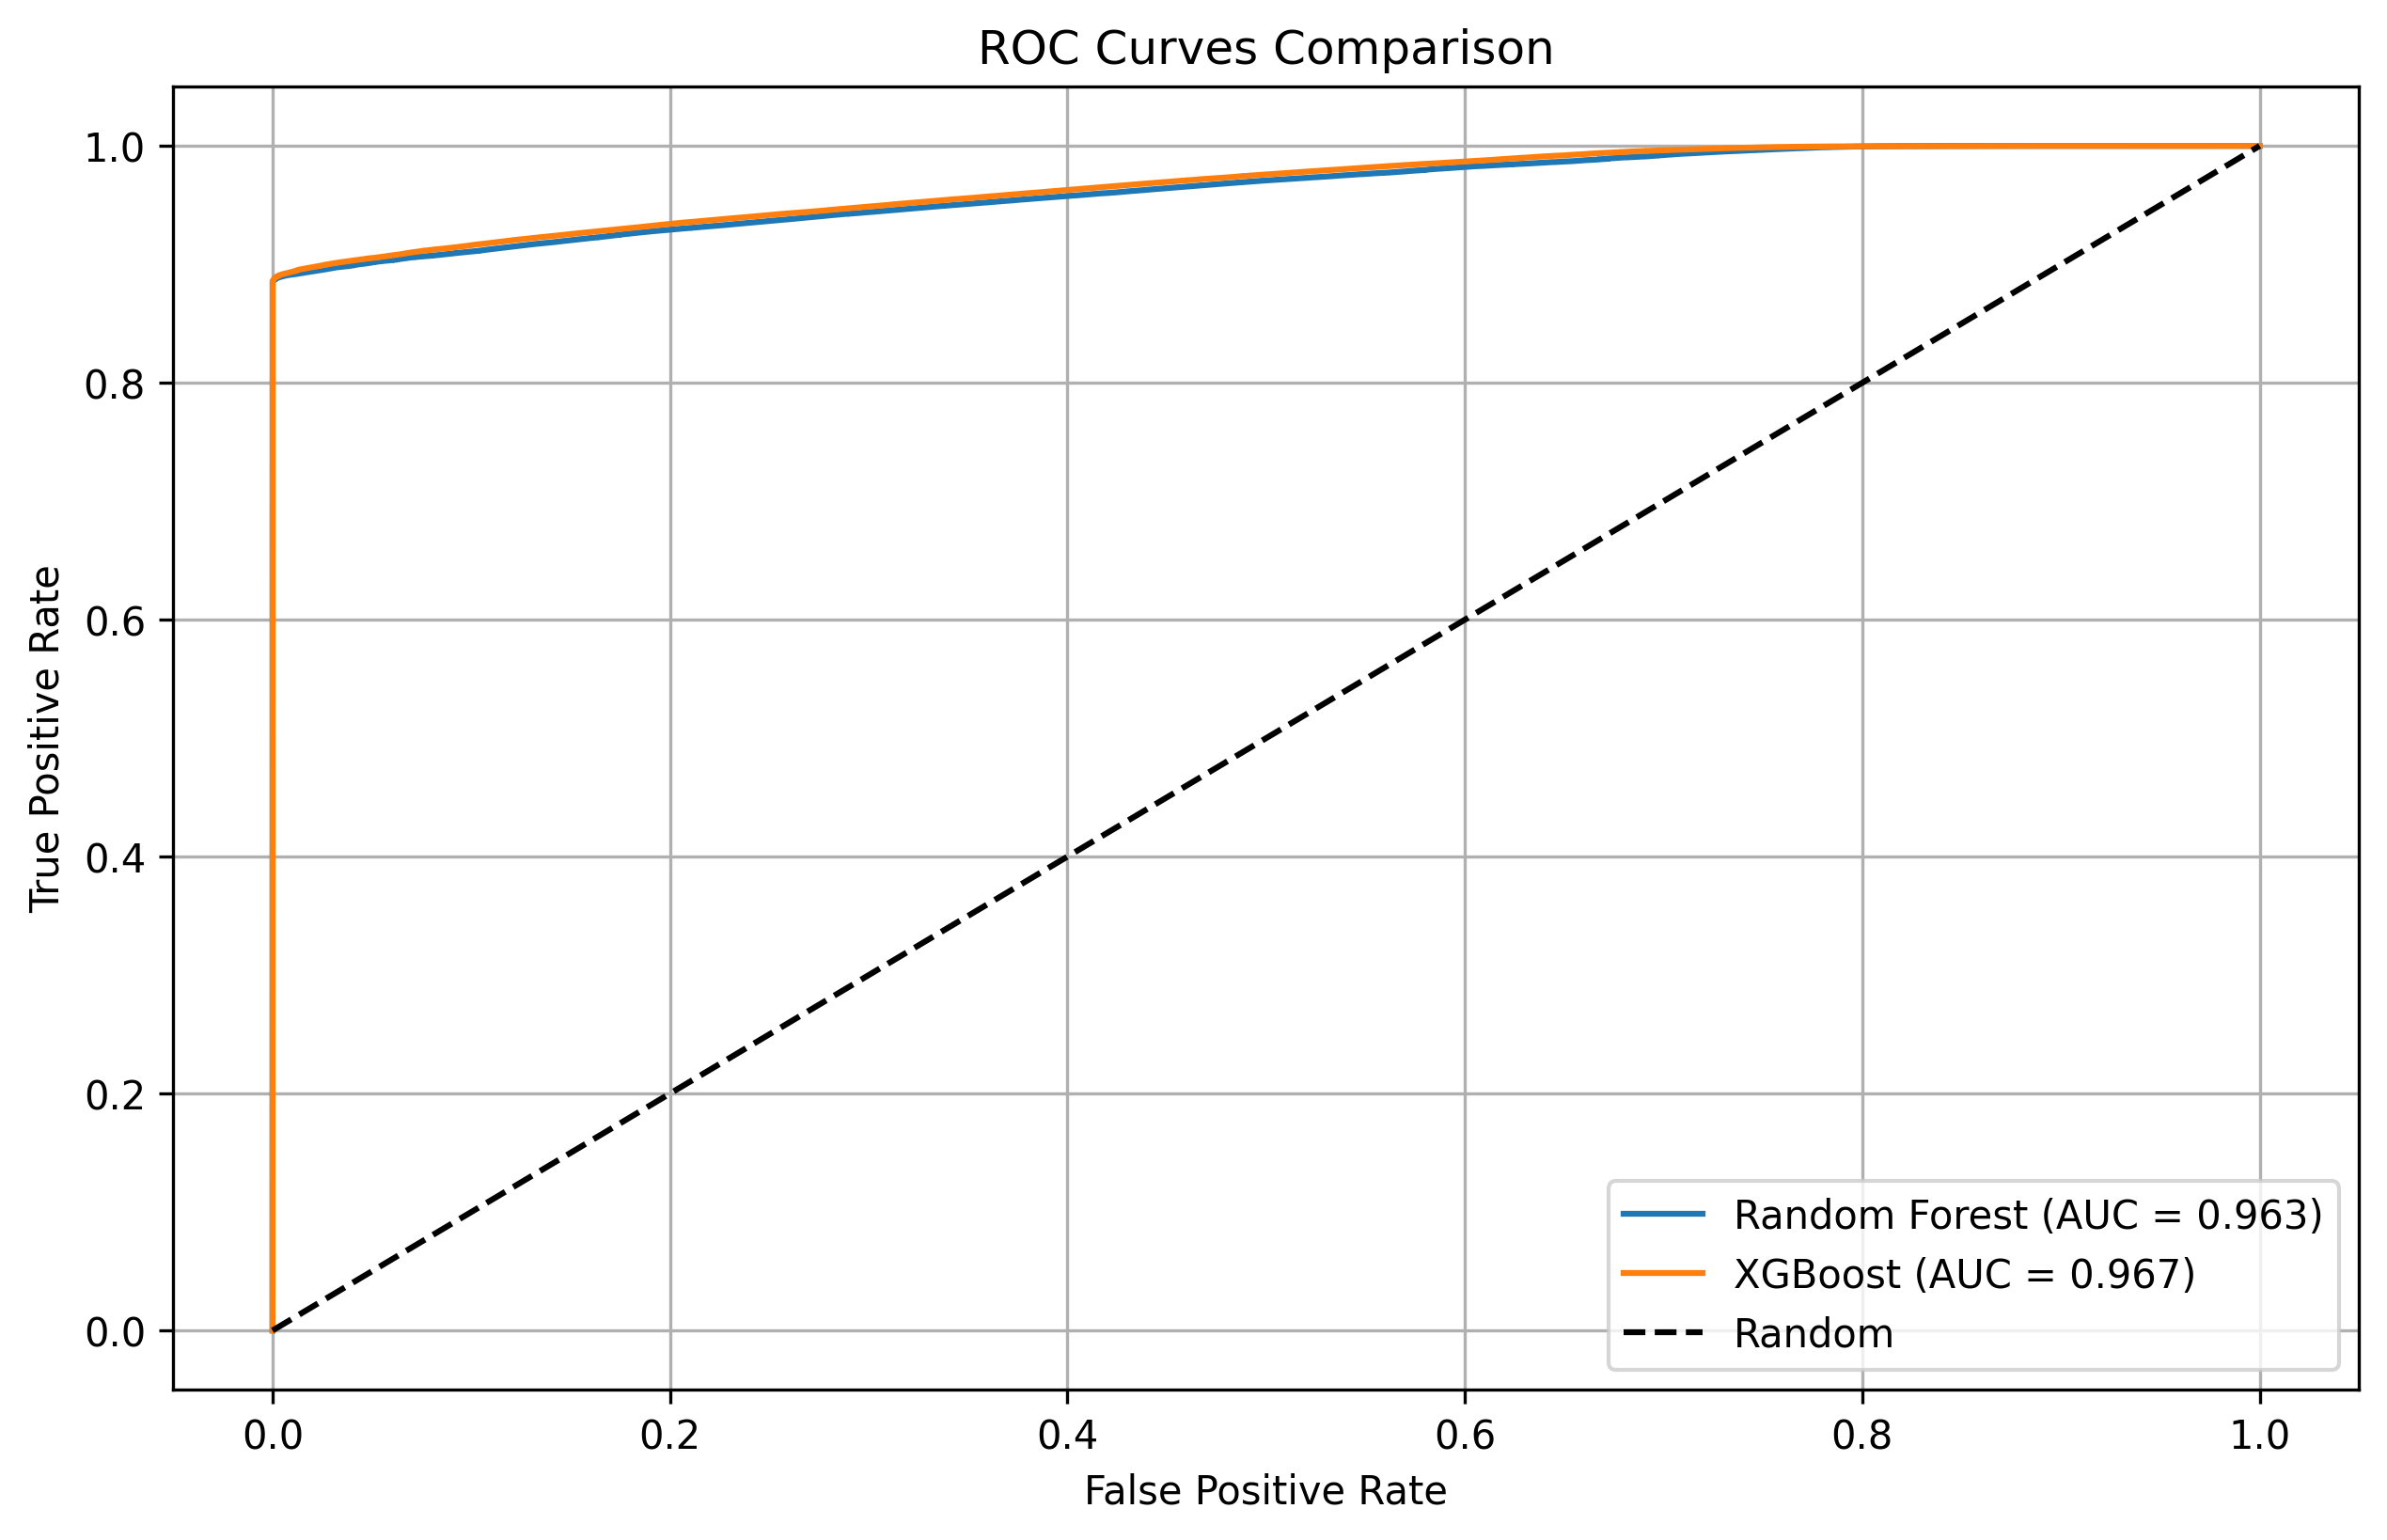 ROC Curves Comparison
True Positive Rate
1.0
0.8
0.6
0.4
0.2
0.0
Random Forest (AUC = 0.963)
XGBoost (AUC = 0.967)
Random
0.0 0.2 0.4 0.6 0.8 1.0
False Positive Rate